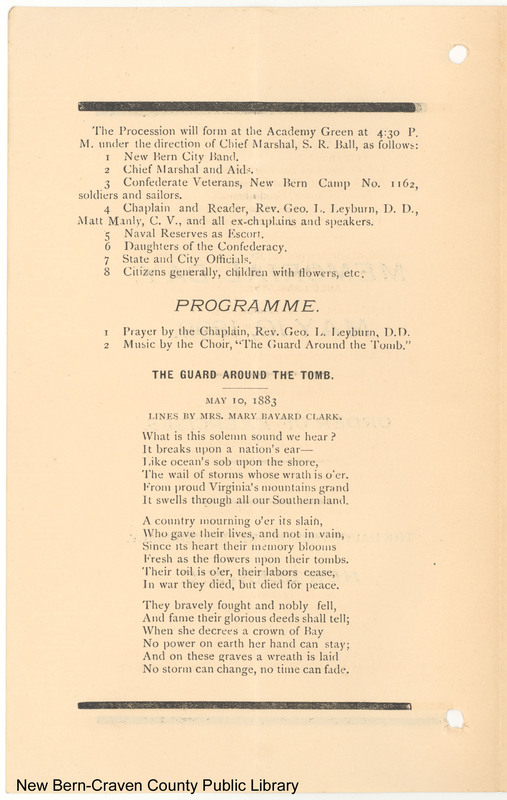 The Procession will form at the Academy Green at 4:30 P.
M. under the direction of Chief Marshal, S. R. Ball, as follows:
1 New Bern City Band.
2 Chief Marshal and Aids.
3 Confederate Veterans, New Bern Camp No. 1162,
soldiers and sailors.
4 Chaplain and Reader, Rev. Geo. L. Leyburn, D. D.,
Matt Manly, C. V., and all ex-chaplains and speakers.
5 Naval Reserves as Escort.
6 Daughters of the Confederacy.
7 State and City Officials.
8 Citizens generally, children with flowers, etc.
PROGRAMME.
1 Prayer by the Chaplain, Rev. Geo. L. Leyburn, D.D.
2 Music by the Choir, "The Guard Around the Tomb."
THE GUARD AROUND THE TOMB.
MAY 10, 1883
LINES BY MRS. MARY BAYARD CLARK.
What is this solemn sound we hear?
It breaks upon a nation's ear—
Like ocean's sob upon the shore,
The wail of storms whose wrath is o'er.
From proud Virginia's mountains grand
It swells through all our Southern land.
A country mourning o'er its slain,
Who gave their lives, and not in vain,
Since its heart their memory blooms
Fresh as the flowers upon their tombs.
Their toil is o'er, their labors cease,
In war they died, but died for peace.
They bravely fought and nobly fell,
And fame their glorious deeds shall tell;
When she decrees a crown of Bay
No power on earth her hand can stay;
And on these graves a wreath is laid
No storm can change, no time can fade.
New Bern-Craven County Public Library